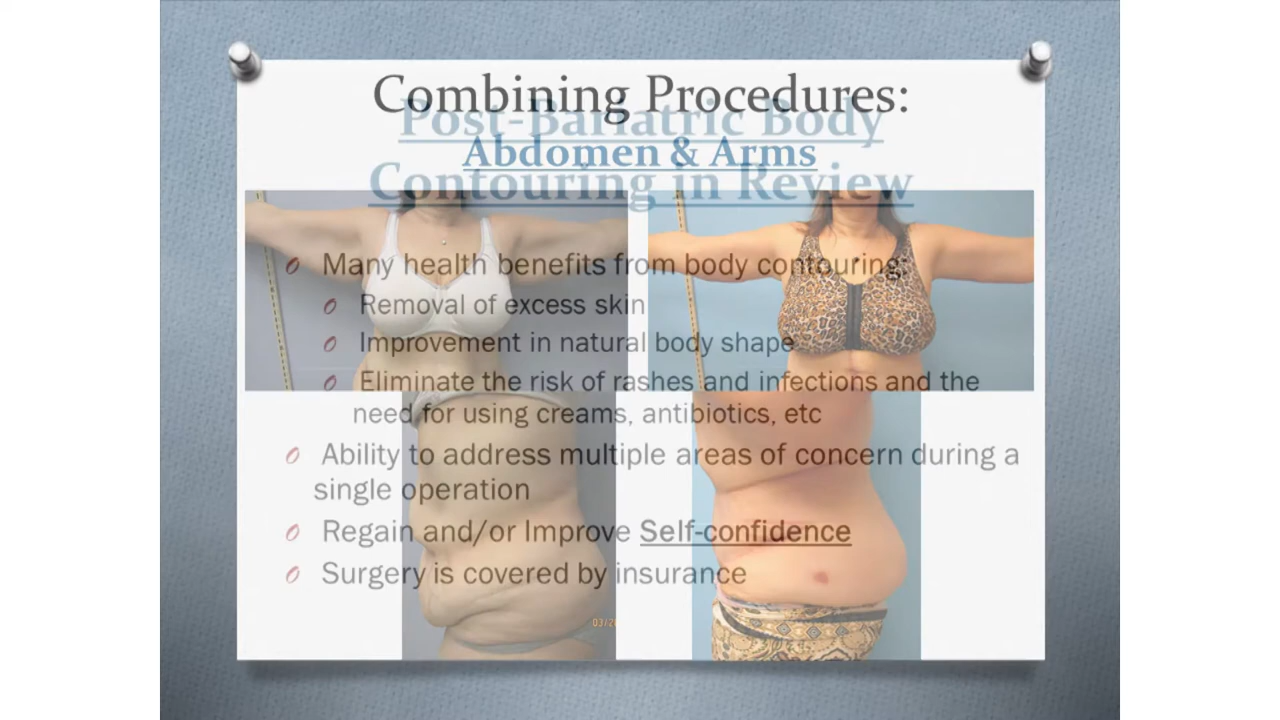 Combining Procedures:
Post-Bariatric Body
Abdomen & Arms
Contouring in Review
Many health benefits from body contouring
Removal of excess skin
Improvement in natural body shape
Eliminate the risk of rashes and infections and the
need for using creams, antibiotics, etc
Ability to address multiple areas of concern during a
single operation
Regain and/or Improve Self-confidence
Surgery is covered by insurance